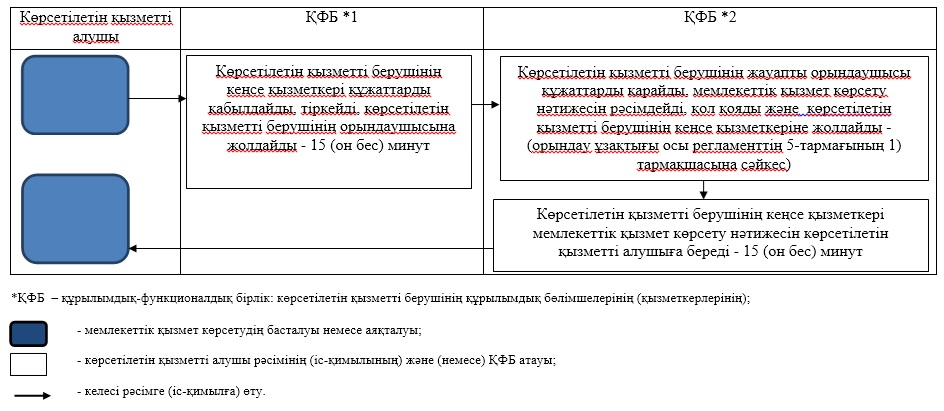 Көрсетілетін қызметті
алушы
ҚФБ *1
ҚФБ *2
Көрсетілетін қызметті берушінің
кеңсе қызметкері құжаттарды
қабылдайды, тіркейді, көрсетілетін
қызметті берушінің орындаушысына
жолдайды - 15 (он бес) минут
Көрсетілетін қызметті берушінің жауапты орындаушысы
құжаттарды қарайды, мемлекеттік қызмет көрсету
нәтижесін рәсімдейді, қол қояды және көрсетілетін
қызметті берушінің кеңсе қызметкеріне жолдайды -
(орындау ұзақтығы осы регламенттің 5-тармағының 1)
тармақшасына сәйкес)
Көрсетілетін қызметті берушінің кеңсе қызметкері
мемлекеттік қызмет көрсету нәтижесін көрсетілетін
қызметті алушыға береді - 15 (он бес) минут
*ҚФБ – құрылымдық-функционалдық бірлік: көрсетілетін қызметті берушінің құрылымдық бөлімшелерінің (қызметкерлерінің);
- мемлекеттік қызмет көрсетудің басталуы немесе аяқталуы;
- көрсетілетін қызметті алушы рәсімінің (іс-қимылының) және (немесе) ҚФБ атауы;
- келесі рәсімге (іс-қимылға) өту.